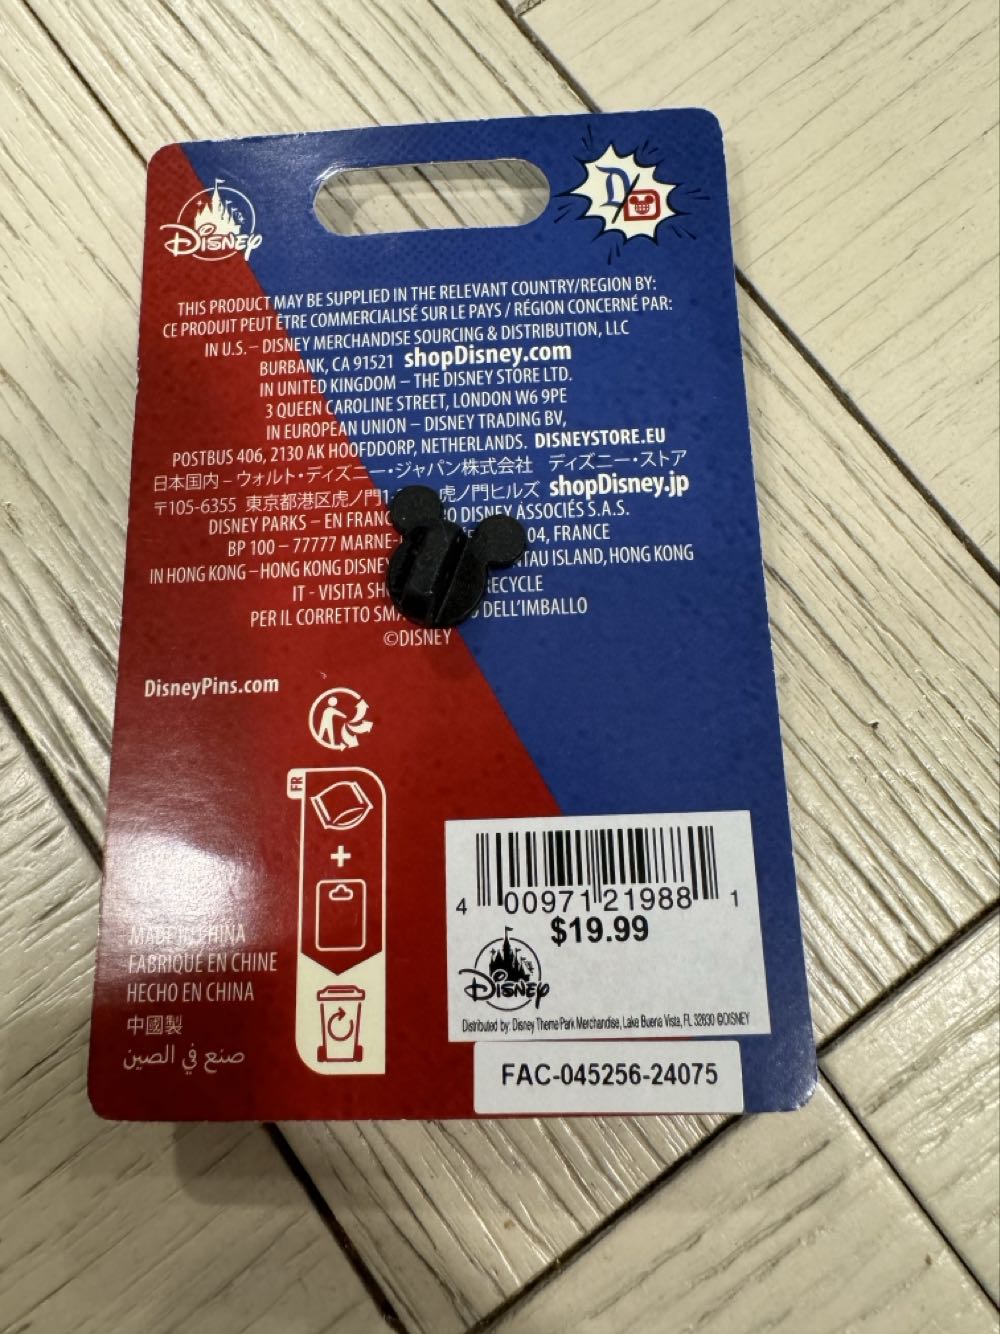 Disney
D/D
THIS PRODUCT MAY BE SUPPLIED IN THE RELEVANT COUNTRY/REGION BY:
CE PRODUIT PEUT ÊTRE COMMERCIALISÉ SUR LE PAYS / RÉGION CONCERNÉ PAR:
IN U.S. – DISNEY MERCHANDISE SOURCING & DISTRIBUTION, LLC
BURBANK, CA 91521 shopDisney.com
IN UNITED KINGDOM – THE DISNEY STORE LTD.
3 QUEEN CAROLINE STREET, LONDON W6 9PE
IN EUROPEAN UNION – DISNEY TRADING BV,
POSTBUS 406, 2130 AK HOOFDDORP, NETHERLANDS. DISNEYSTORE.EU
日本国内 – ウォルト・ディズニー・ジャパン株式会社 ディズニー・ストア
〒105-6355 東京都港区虎ノ門1- 虎ノ門ヒルズ shopDisney.jp
DISNEY PARKS – EN FRANC DISNEY ASSOCIÉS S.A.S.
BP 100 – 77777 MARNE- 04, FRANCE
IN HONG KONG – HONG KONG DISNEY NTAU ISLAND, HONG KONG
IT - VISITA SH RECYCLE
PER IL CORRETTO SMA DELL'IMBALLO
©DISNEY
DisneyPins.com
FR
+
MADE IN CHINA
FABRIQUÉ EN CHINE
HECHO EN CHINA
中國製
صنع في الصين
4 00971 21988 1
$19.99
Disney
Distributed by: Disney Theme Park Merchandise, Lake Buena Vista, FL 32830 ©DISNEY
FAC-045256-24075